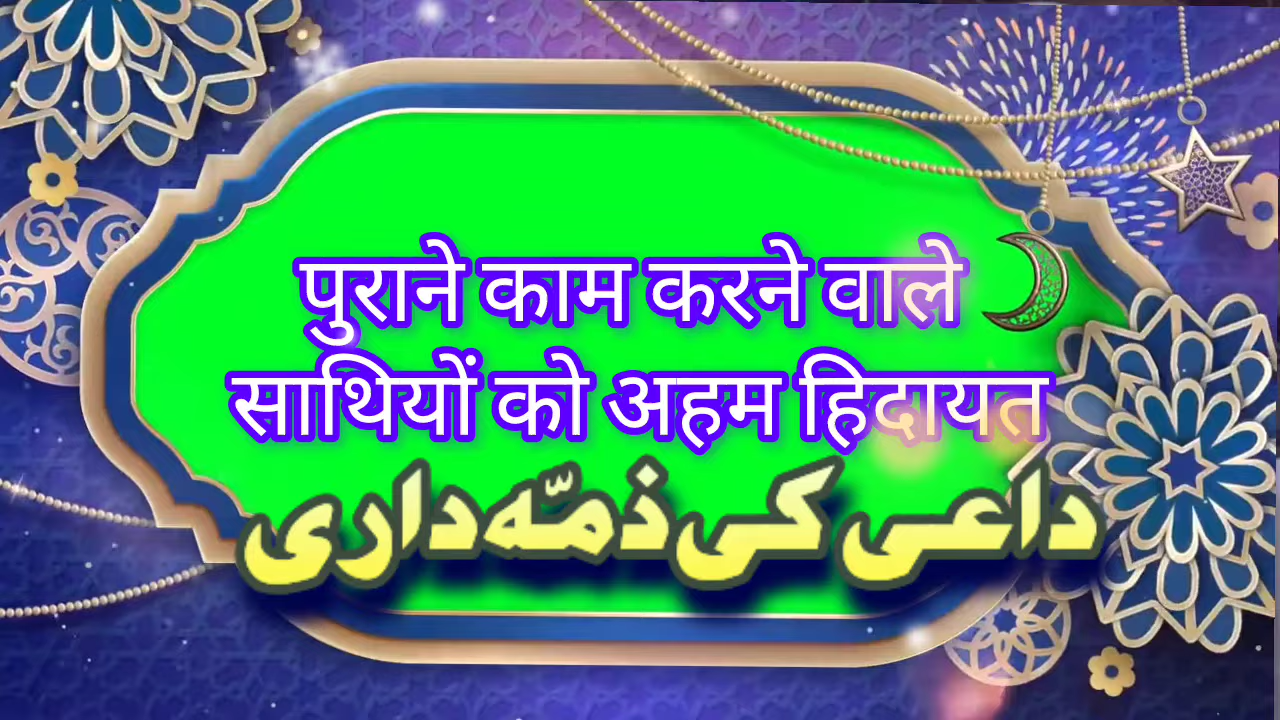 पुराने काम करने वाले
साथियों को अहम हिदायत
داعی کی ذمّہ داری